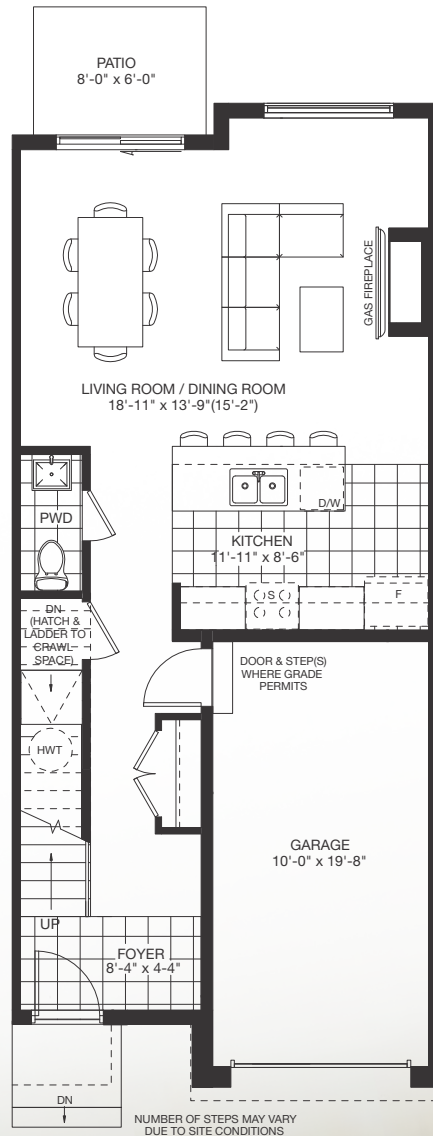 PATIO
8'-0" x 6'-0"
GAS FIREPLACE
LIVING ROOM / DINING ROOM
18'-11" x 13'-9"(15'-2")
D/W
PWD
KITCHEN
11'-11" x 8'-6"
S
F
DN
(HATCH &
LADDER TO
CRAWL
SPACE)
DOOR & STEP(S)
WHERE GRADE
PERMITS
HWT
GARAGE
10'-0" x 19'-8"
UP
FOYER
8'-4" x 4-4"
DN
NUMBER OF STEPS MAY VARY
DUE TO SITE CONDITIONS